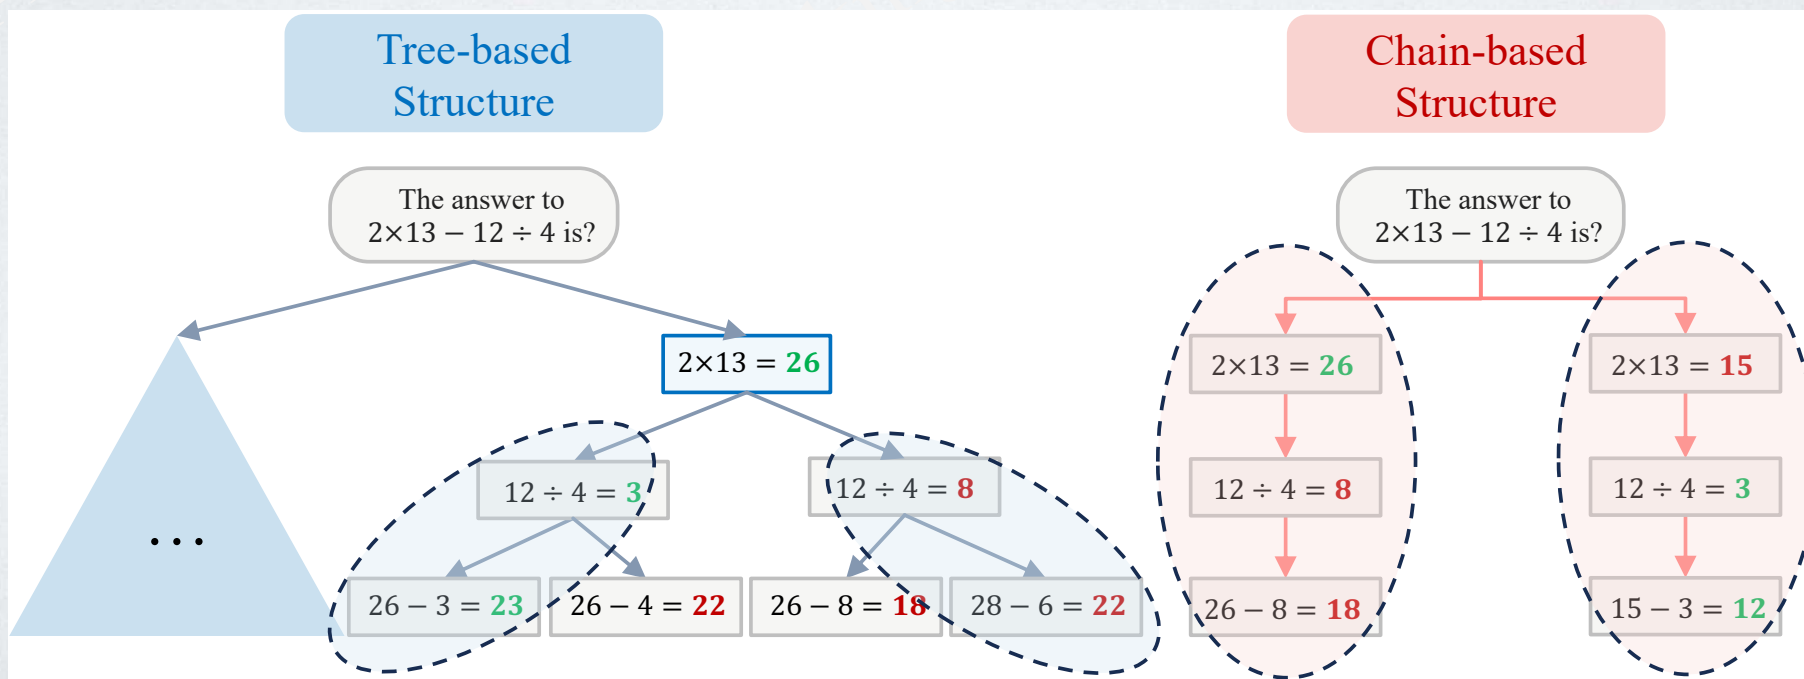 Tree-based
Structure
Chain-based
Structure
The answer to
2×13 − 12 ÷ 4 is?
The answer to
2×13 − 12 ÷ 4 is?
2×13 = 26
2×13 = 26
2×13 = 15
12 ÷ 4 = 3
12 ÷ 4 = 8
12 ÷ 4 = 8
12 ÷ 4 = 3
...
26 − 3 = 23
26 − 4 = 22
26 − 8 = 18
28 − 6 = 22
26 − 8 = 18
15 − 3 = 12